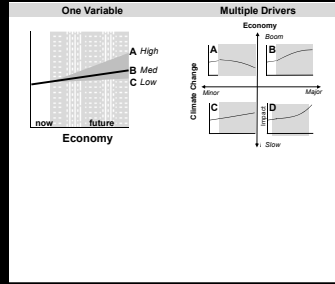 One Variable
A High
B Med
C Low
now future
Economy
Multiple Drivers
Economy
Boom
A
B
Climate Change
Minor
Major
C
D
Impact
Slow